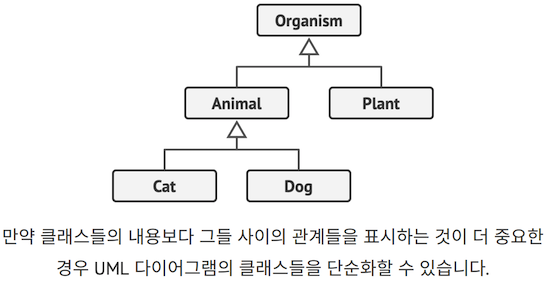 Organism
Animal
Plant
Cat
Dog
만약 클래스들의 내용보다 그들 사이의 관계들을 표시하는 것이 더 중요한
경우 UML 다이어그램의 클래스들을 단순화할 수 있습니다.